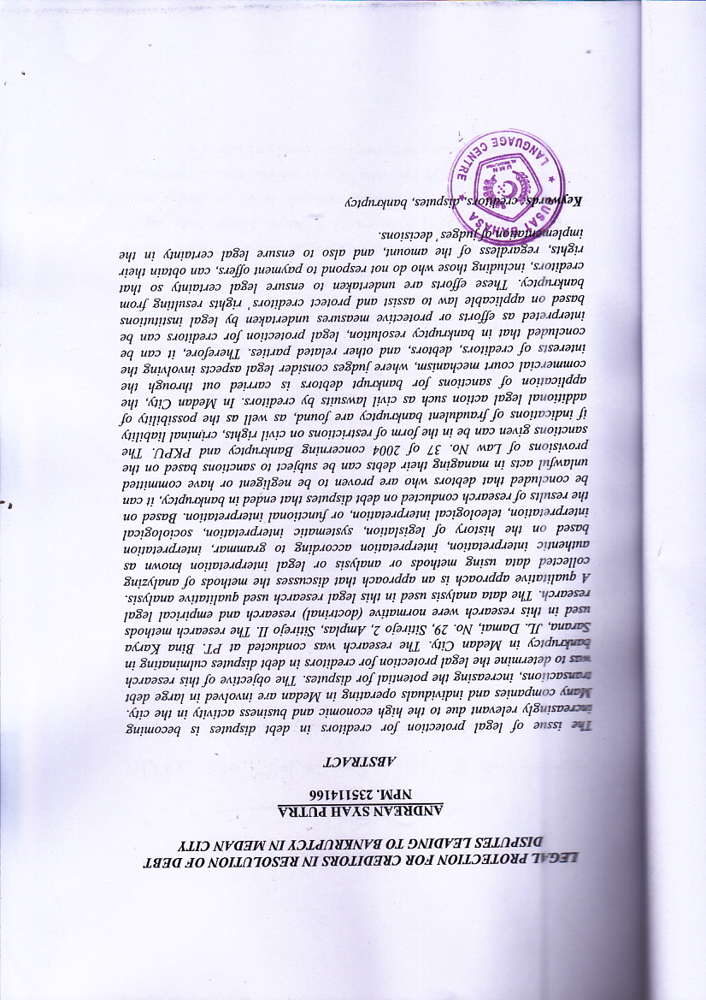 LEGAL PROTECTION FOR CREDITORS IN RESOLUTION OF DEBT
DISPUTES LEADING TO BANKRUPTCY IN MEDAN CITY
ANDREAN SYAH PUTRA
NPM. 235114166
ABSTRACT
The issue of legal protection for creditors in debt disputes is becoming
increasingly relevant due to the high economic and business activity in the city.
Many companies and individuals operating in Medan are involved in large debt
transactions, increasing the potential for disputes. The objective of this research
was to determine the legal protection for creditors in debt disputes culminating in
bankruptcy in Medan City. The research was conducted at PT. Bina Karya
Sarana, JL. Damai, No. 29, Sitirejo 2, Amplas, Sitirejo II. The research methods
used in this research were normative (doctrinal) research and empirical legal
research. The data analysis used in this legal research used qualitative analysis.
A qualitative approach is an approach that discusses the methods of analyzing
collected data using methods or analysis or legal interpretation known as
authentic interpretation, interpretation according to grammar, interpretation
based on the history of legislation, systematic interpretation, sociological
interpretation, teleological interpretation, or functional interpretation. Based on
the results of research conducted on debt disputes that ended in bankruptcy, it can
be concluded that debtors who are proven to be negligent or have committed
unlawful acts in managing their debts can be subject to sanctions based on the
provisions of Law No. 37 of 2004 concerning Bankruptcy and PKPU. The
sanctions given can be in the form of restrictions on civil rights, criminal liability
if indications of fraudulent bankruptcy are found, as well as the possibility of
additional legal action such as civil lawsuits by creditors. In Medan City, the
application of sanctions for bankrupt debtors is carried out through the
commercial court mechanism, where judges consider legal aspects involving the
interests of creditors, debtors, and other related parties. Therefore, it can be
concluded that in bankruptcy resolution, legal protection for creditors can be
interpreted as efforts or protective measures undertaken by legal institutions
based on applicable law to assist and protect creditors' rights resulting from
bankruptcy. These efforts are undertaken to ensure legal certainty so that
creditors, including those who do not respond to payment offers, can obtain their
rights, regardless of the amount, and also to ensure legal certainty in the
implementation of judges' decisions.
Keywords: creditors, disputes, bankruptcy
PUSAT BAHASA
UMN
AL WASHLIYAH
LANGUAGE CENTRE